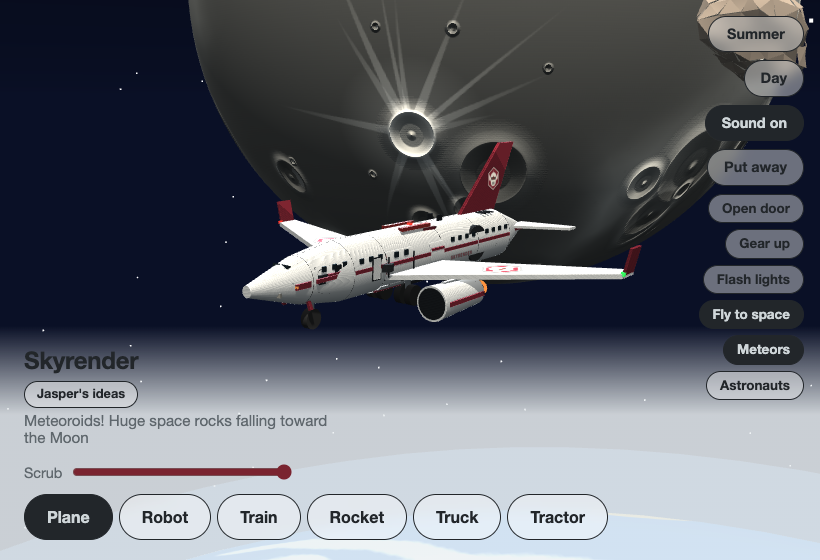 Summer
Day
Sound on
Put away
Open door
Gear up
Flash lights
Fly to space
Meteors
Astronauts
Skyrender
Jasper's ideas
Meteoroids! Huge space rocks falling toward
the Moon
Scrub
Plane
Robot
Train
Rocket
Truck
Tractor